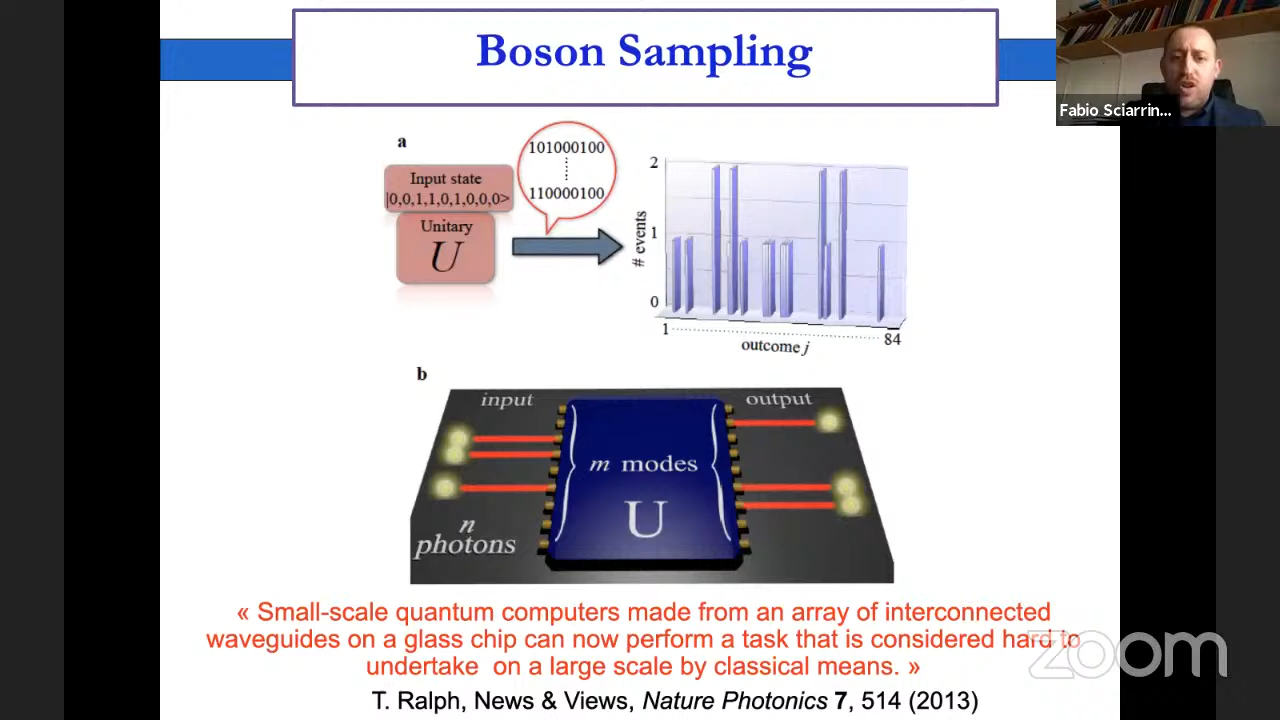 Boson Sampling
Fabio Sciarrin...
a
Input state
|0,0,1,1,0,1,0,0,0>
Unitary
U
101000100
110000100
# events
2
1
0
1
84
outcome j
b
input
output
m modes
U
n
photons
« Small-scale quantum computers made from an array of interconnected
waveguides on a glass chip can now perform a task that is considered hard to
undertake on a large scale by classical means. »
T. Ralph, News & Views, Nature Photonics 7, 514 (2013)
zoom